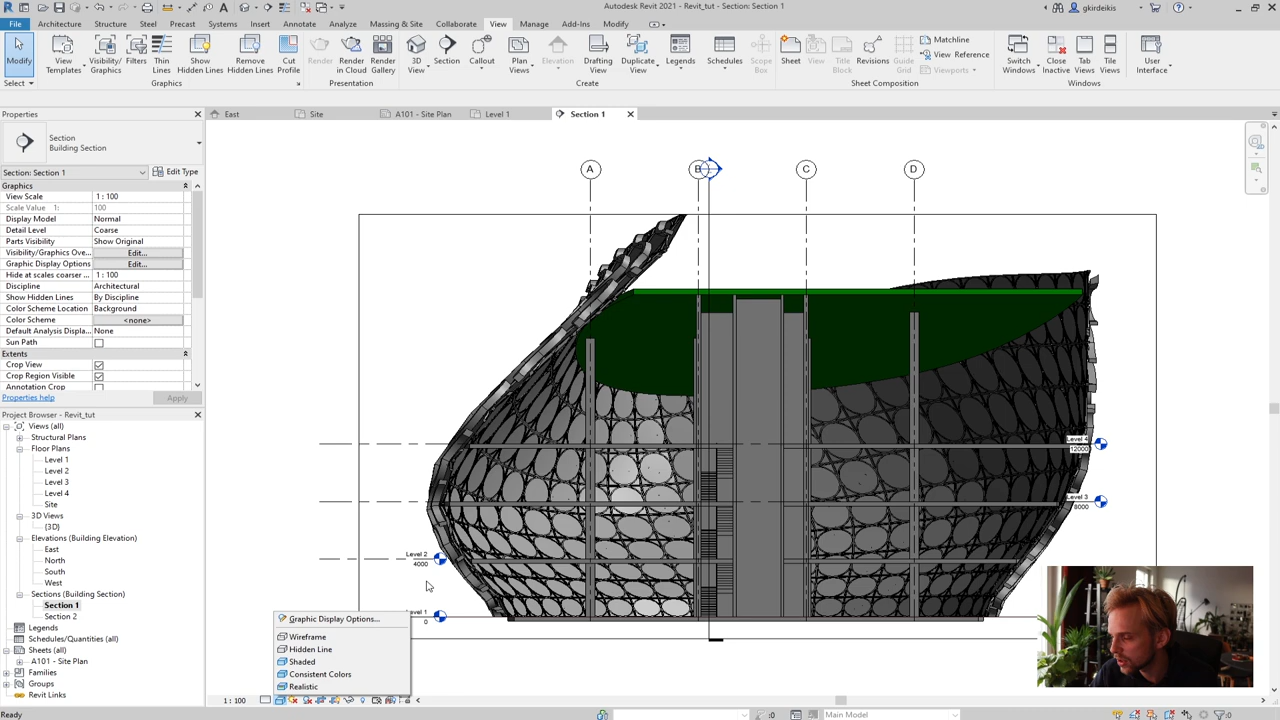 Autodesk Revit 2021 - Revit_tut - Section: Section 1
gkirdeikis
File Architecture Structure Steel Precast Systems Insert Annotate Analyze Massing & Site Collaborate View Manage Add-Ins Modify
Modify
View Templates
Visibility/ Graphics
Filters
Thin Lines
Show Hidden Lines
Remove Hidden Lines
Cut Profile
Render
Render in Cloud
Render Gallery
3D View
Section
Callout
Plan Views
Elevation
Drafting View
Duplicate View
Legends
Schedules
Scope Box
Sheet
View
Title Block
Revisions
Guide Grid
Matchline
View Reference
Viewports
Switch Windows
Close Inactive
Tab Views
Tile Views
User Interface
Select
Graphics
Presentation
Create
Sheet Composition
Windows
Properties
East
Site
A101 - Site Plan
Level 1
Section 1
Section
Building Section
Section: Section 1
Edit Type
Graphics
View Scale 1 : 100
Scale Value 1: 100
Display Model Normal
Detail Level Coarse
Parts Visibility Show Original
Visibility/Graphics Ove... Edit...
Graphic Display Options Edit...
Hide at scales coarser ... 1 : 100
Discipline Architectural
Show Hidden Lines By Discipline
Color Scheme Location Background
Color Scheme <none>
Default Analysis Displa... None
Sun Path
Extents
Crop View
Crop Region Visible
Annotation Crop
Properties help
Apply
Project Browser - Revit_tut
Views (all)
Structural Plans
Floor Plans
Level 1
Level 2
Level 3
Level 4
Site
3D Views
{3D}
Elevations (Building Elevation)
East
North
South
West
Sections (Building Section)
Section 1
Section 2
Legends
Schedules/Quantities (all)
Sheets (all)
A101 - Site Plan
Families
Groups
Revit Links
A
B
C
D
Level 4
12000
Level 3
8000
Level 2
4000
evel 1
0
Graphic Display Options...
Wireframe
Hidden Line
Shaded
Consistent Colors
Realistic
1 : 100
Ready
:0
Main Model
:0